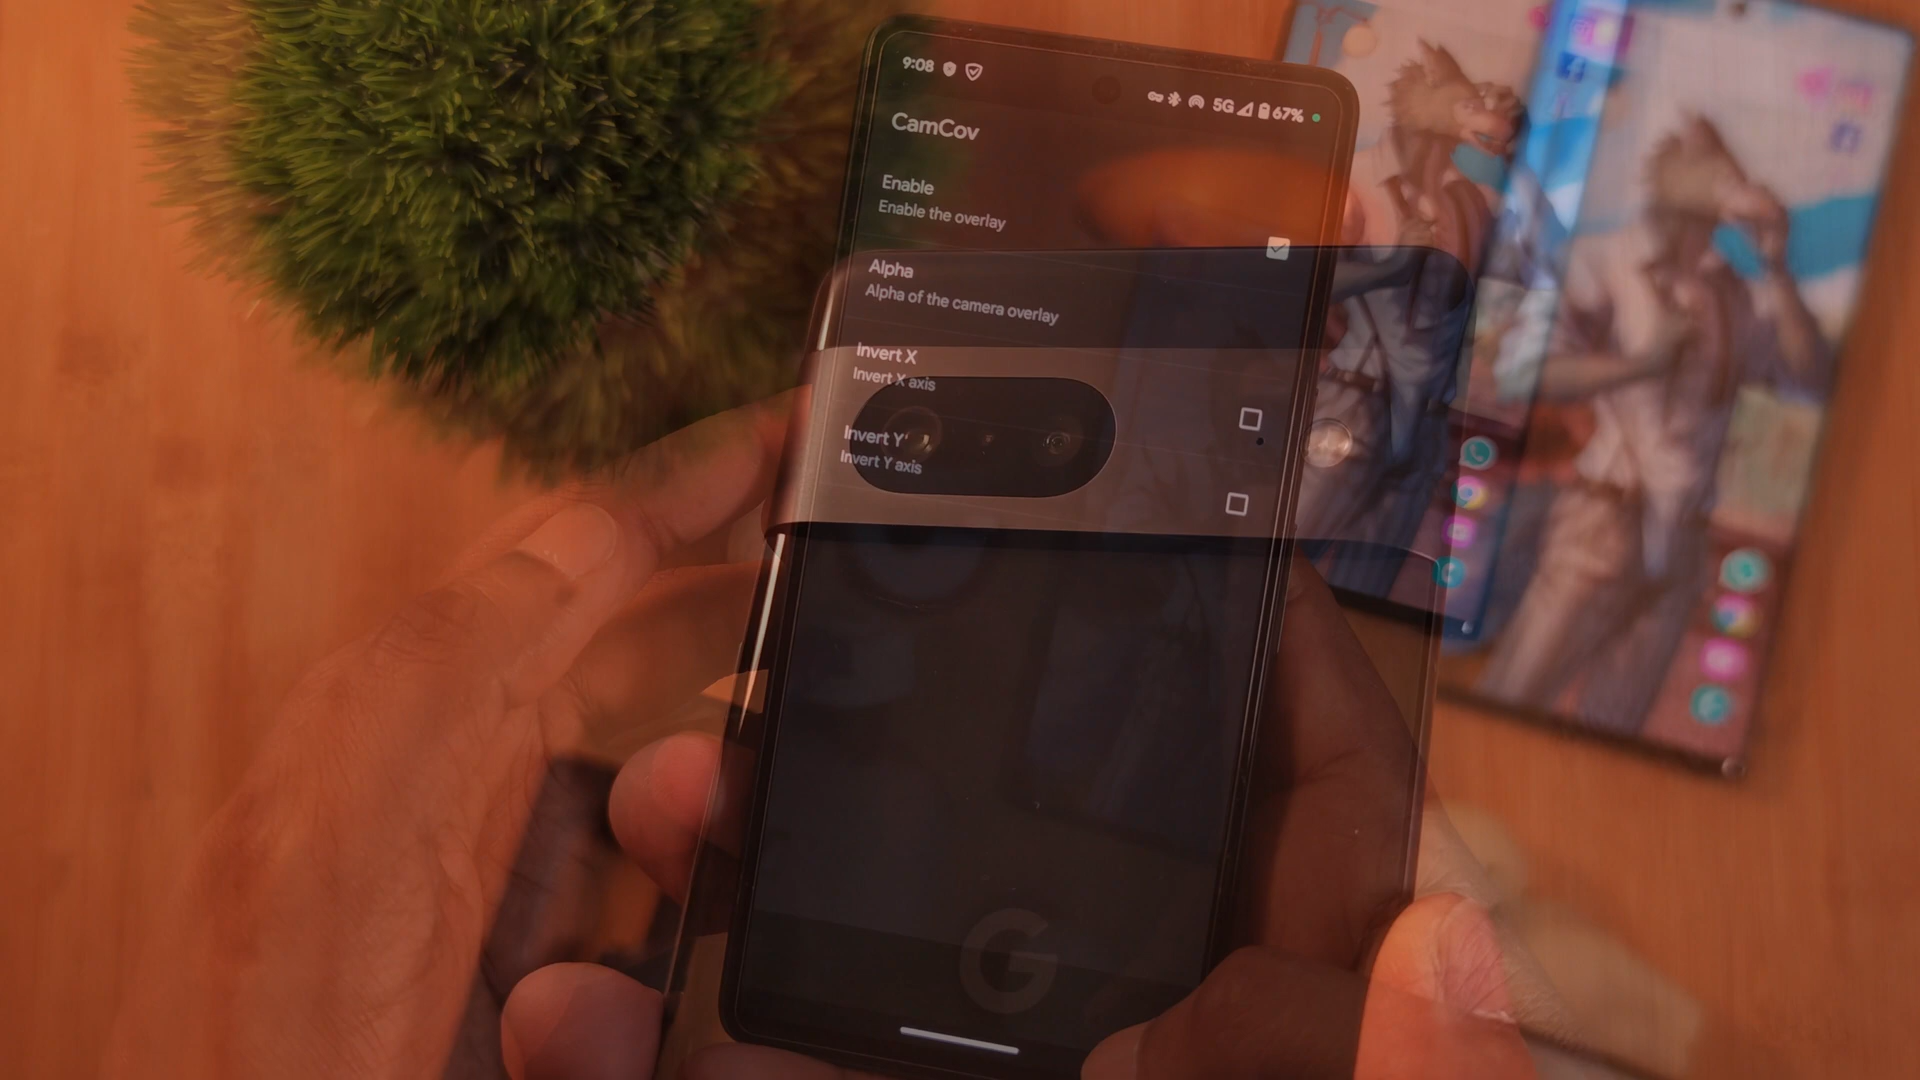 9:08
5G 67%
CamCov
Enable
Enable the overlay
Alpha
Alpha of the camera overlay
Invert X
Invert X axis
Invert Y
Invert Y axis
G